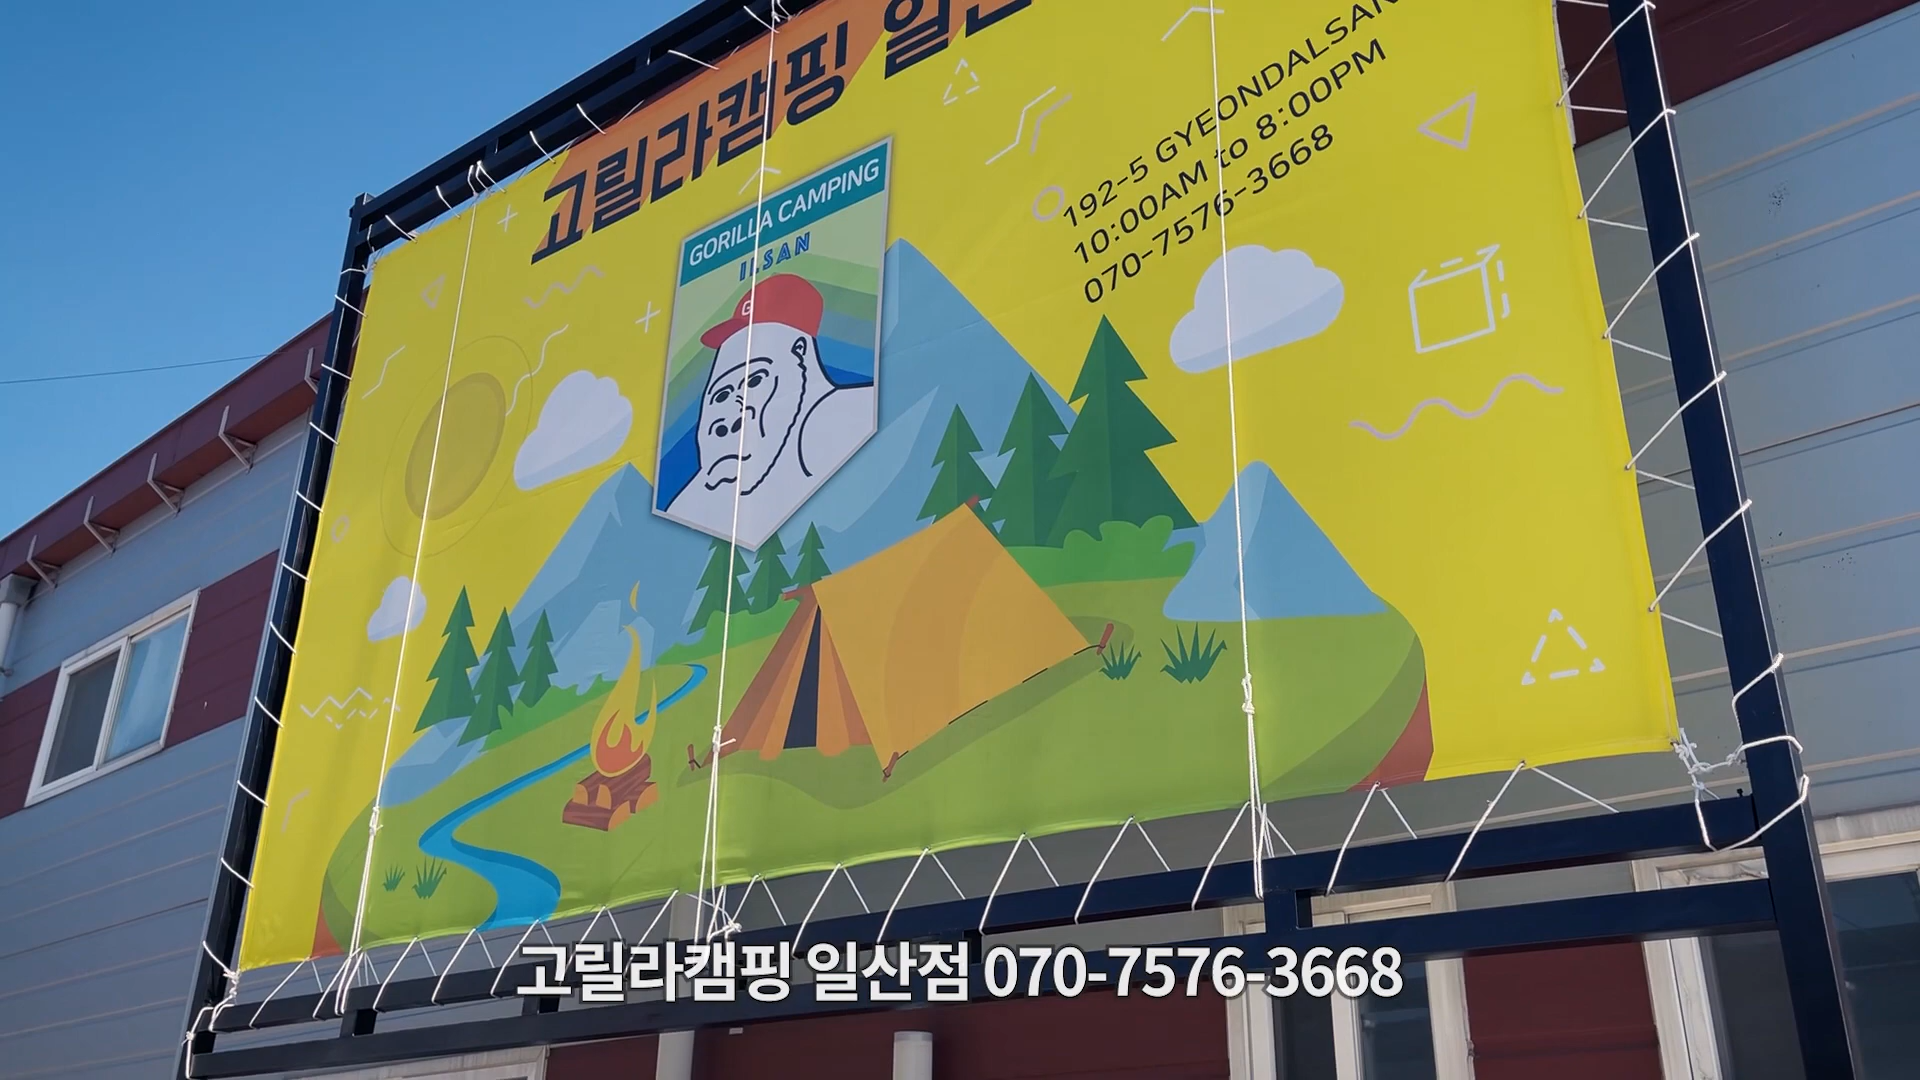 고릴라캠핑 일산
192-5 GYEONDALSAN
10:00AM to 8:00PM
070-7576-3668
GORILLA CAMPING
ILSAN
G
고릴라캠핑 일산점 070-7576-3668